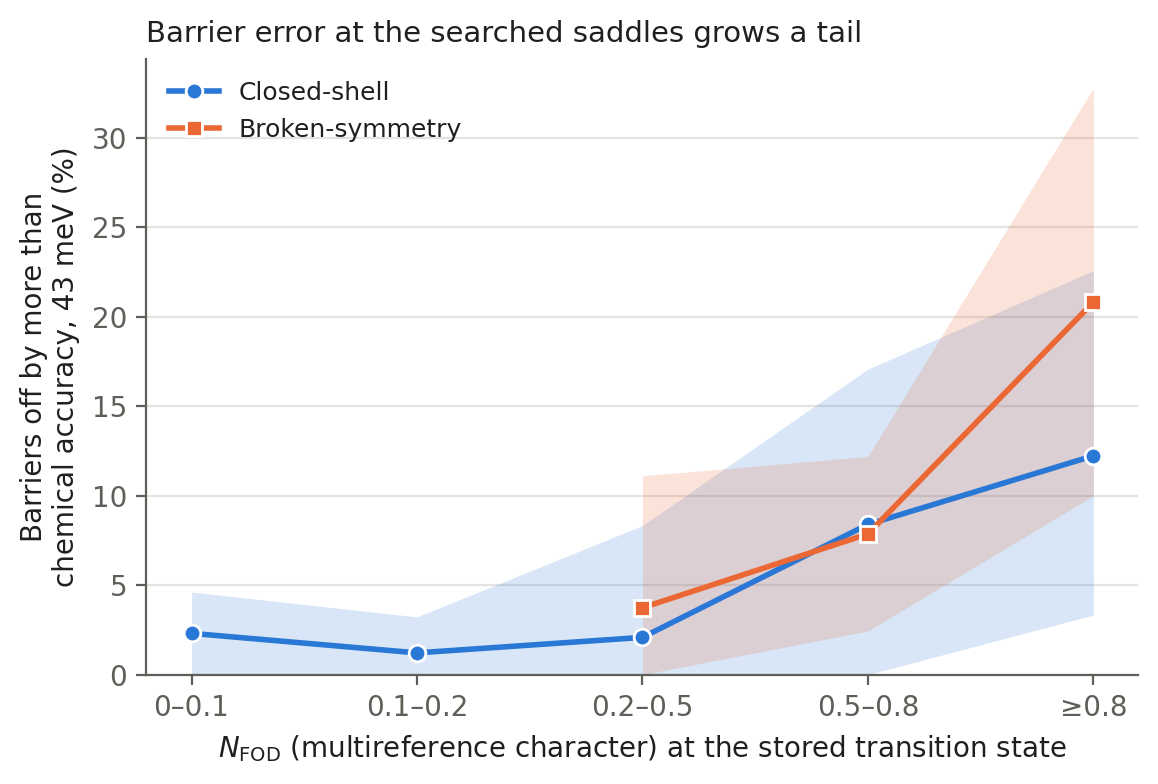 Barrier error at the searched saddles grows a tail
Closed-shell
Broken-symmetry
Barriers off by more than
chemical accuracy, 43 meV (%)
30
25
20
15
10
5
0
0–0.1
0.1–0.2
0.2–0.5
0.5–0.8
≥0.8
N_FOD (multireference character) at the stored transition state